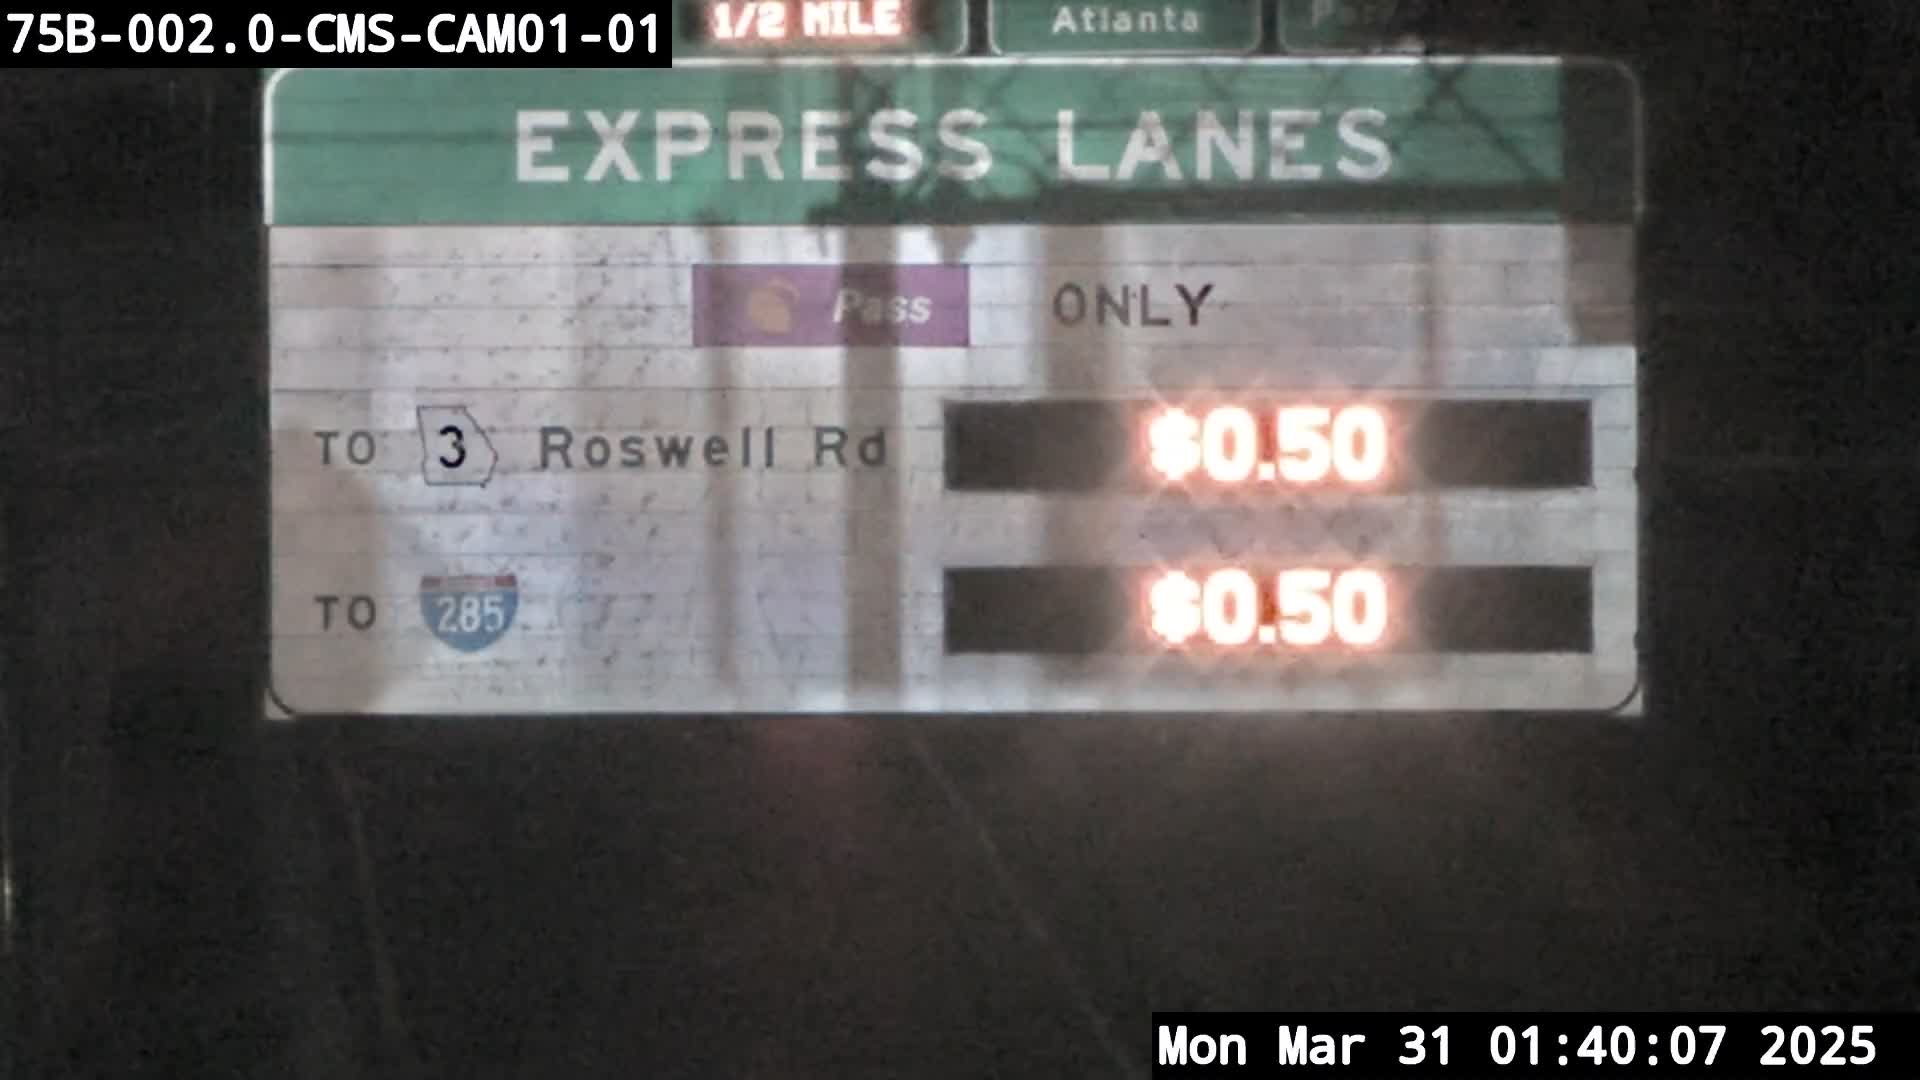 75B-002.0-CMS-CAM01-01
1/2 MILE
Atlanta
EXPRESS LANES
Pass ONLY
TO 3 Roswell Rd $0.50
TO 285 $0.50
Mon Mar 31 01:40:07 2025